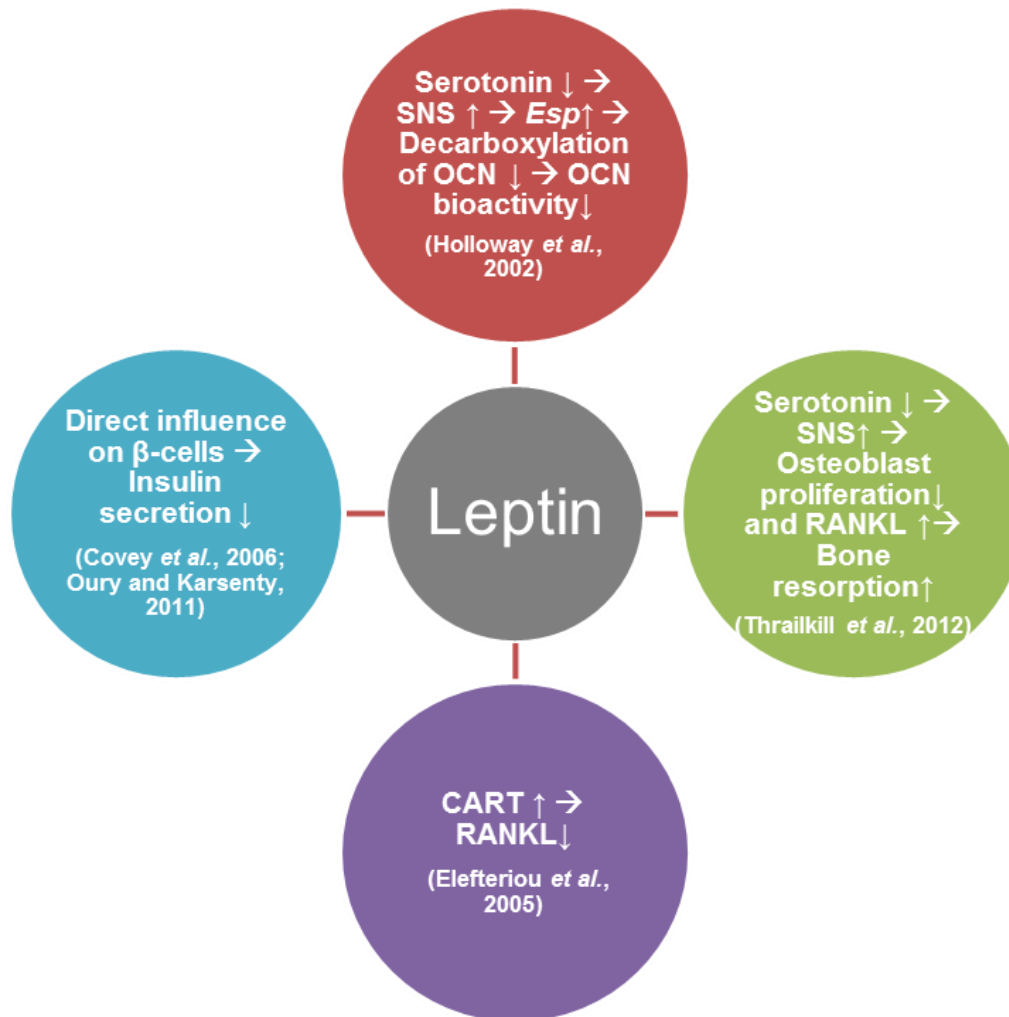 Serotonin ↓ →
SNS ↑ → Esp↑ →
Decarboxylation
of OCN ↓ → OCN
bioactivity↓
(Holloway et al.,
2002)
Direct influence
on β-cells →
Insulin
secretion ↓
(Covey et al., 2006;
Oury and Karsenty,
2011)
Leptin
Serotonin ↓ →
SNS↑ →
Osteoblast
proliferation↓
and RANKL ↑→
Bone
resorption↑
(Thrailkill et al., 2012)
CART ↑ →
RANKL↓
(Elefteriou et al.,
2005)